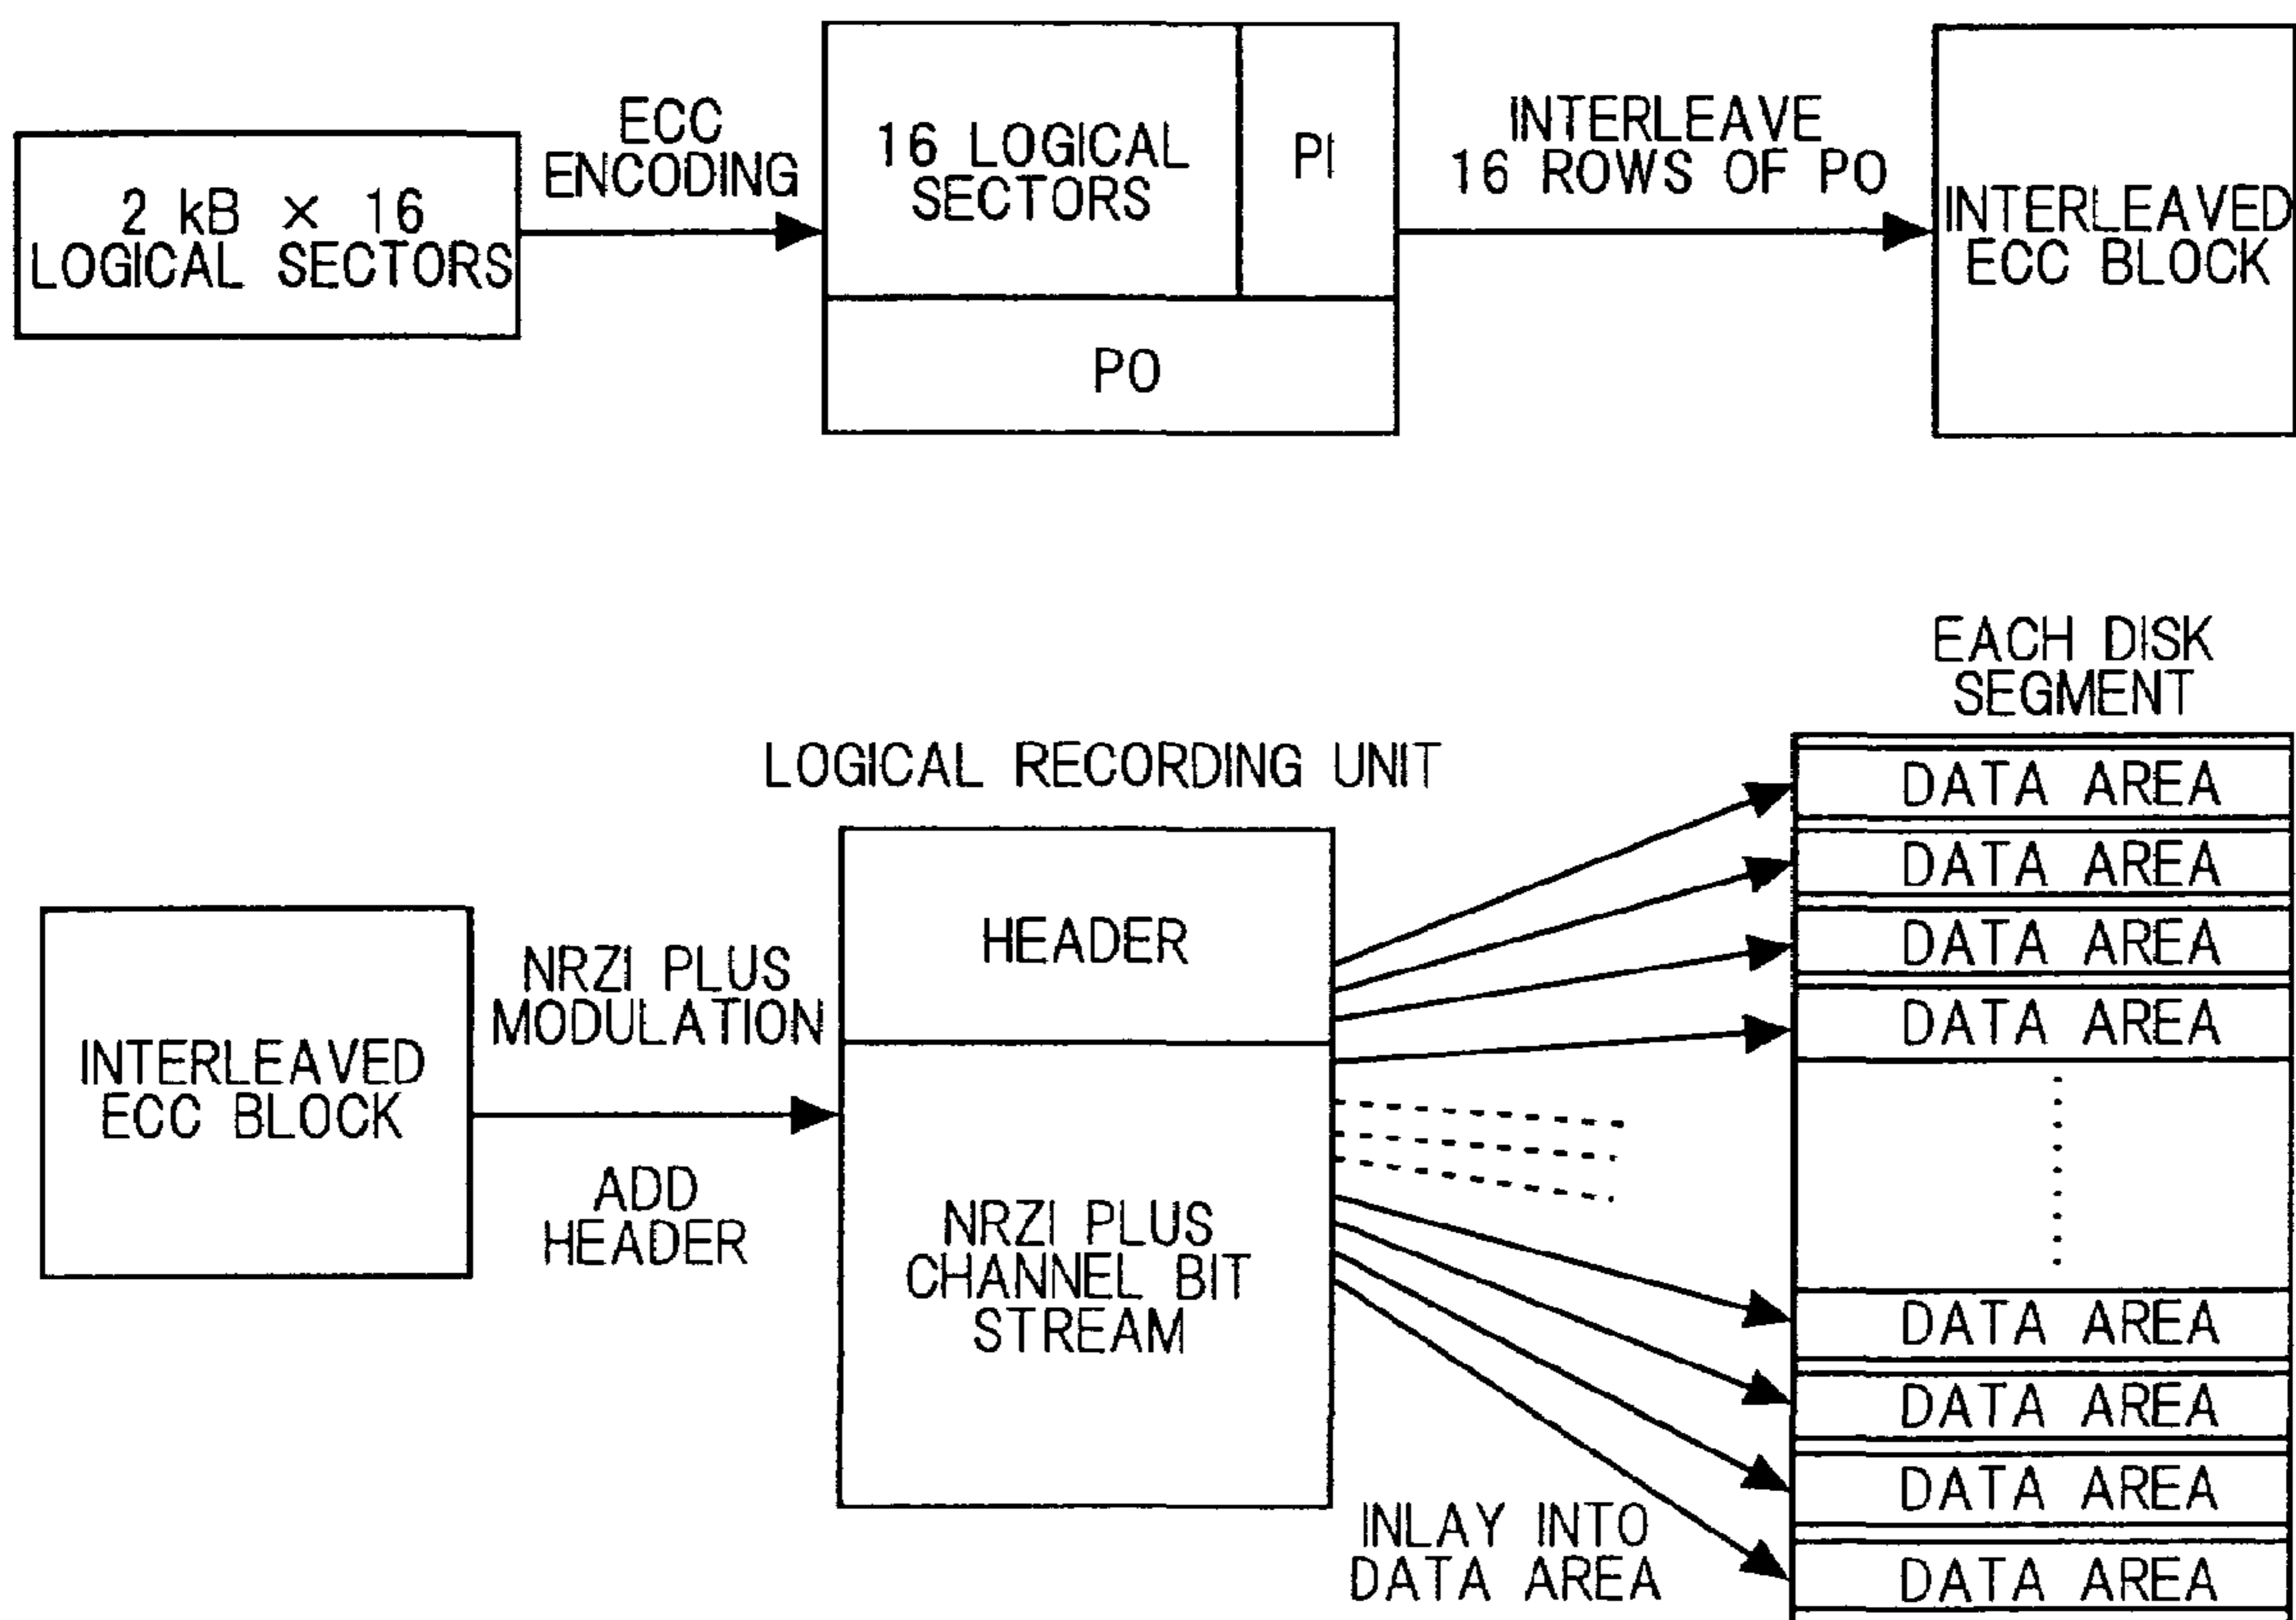 2 kB × 16
LOGICAL SECTORS
ECC
ENCODING
16 LOGICAL
SECTORS
PI
PO
INTERLEAVE
16 ROWS OF PO
INTERLEAVED
ECC BLOCK
EACH DISK
SEGMENT
LOGICAL RECORDING UNIT
INTERLEAVED
ECC BLOCK
NRZI PLUS
MODULATION
ADD
HEADER
HEADER
NRZI PLUS
CHANNEL BIT
STREAM
INLAY INTO
DATA AREA
DATA AREA
DATA AREA
DATA AREA
DATA AREA
DATA AREA
DATA AREA
DATA AREA
DATA AREA